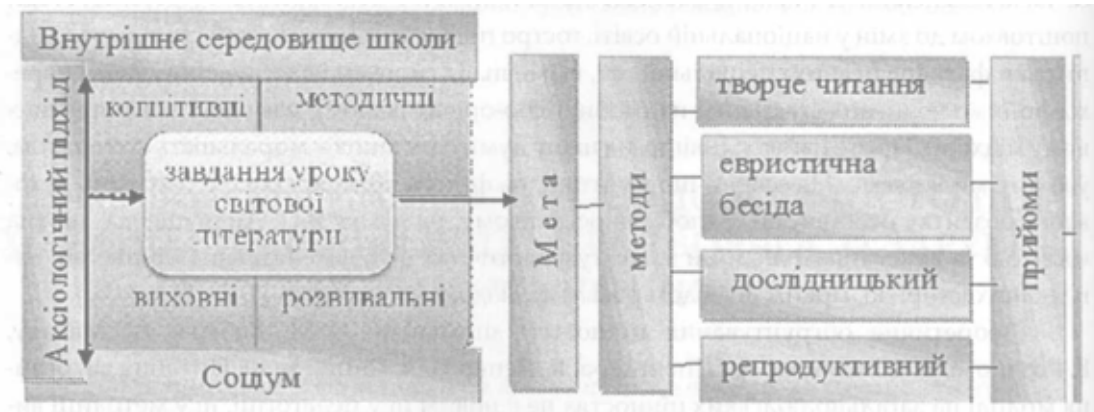 Внутрішнє середовище школи
Аксіологічний підхід
когнітивні
методичні
завдання уроку
світової
літератури
виховні
розвивальні
Соціум
Мета
методи
творче читання
евристична
бесіда
дослідницький
репродуктивний
прийоми